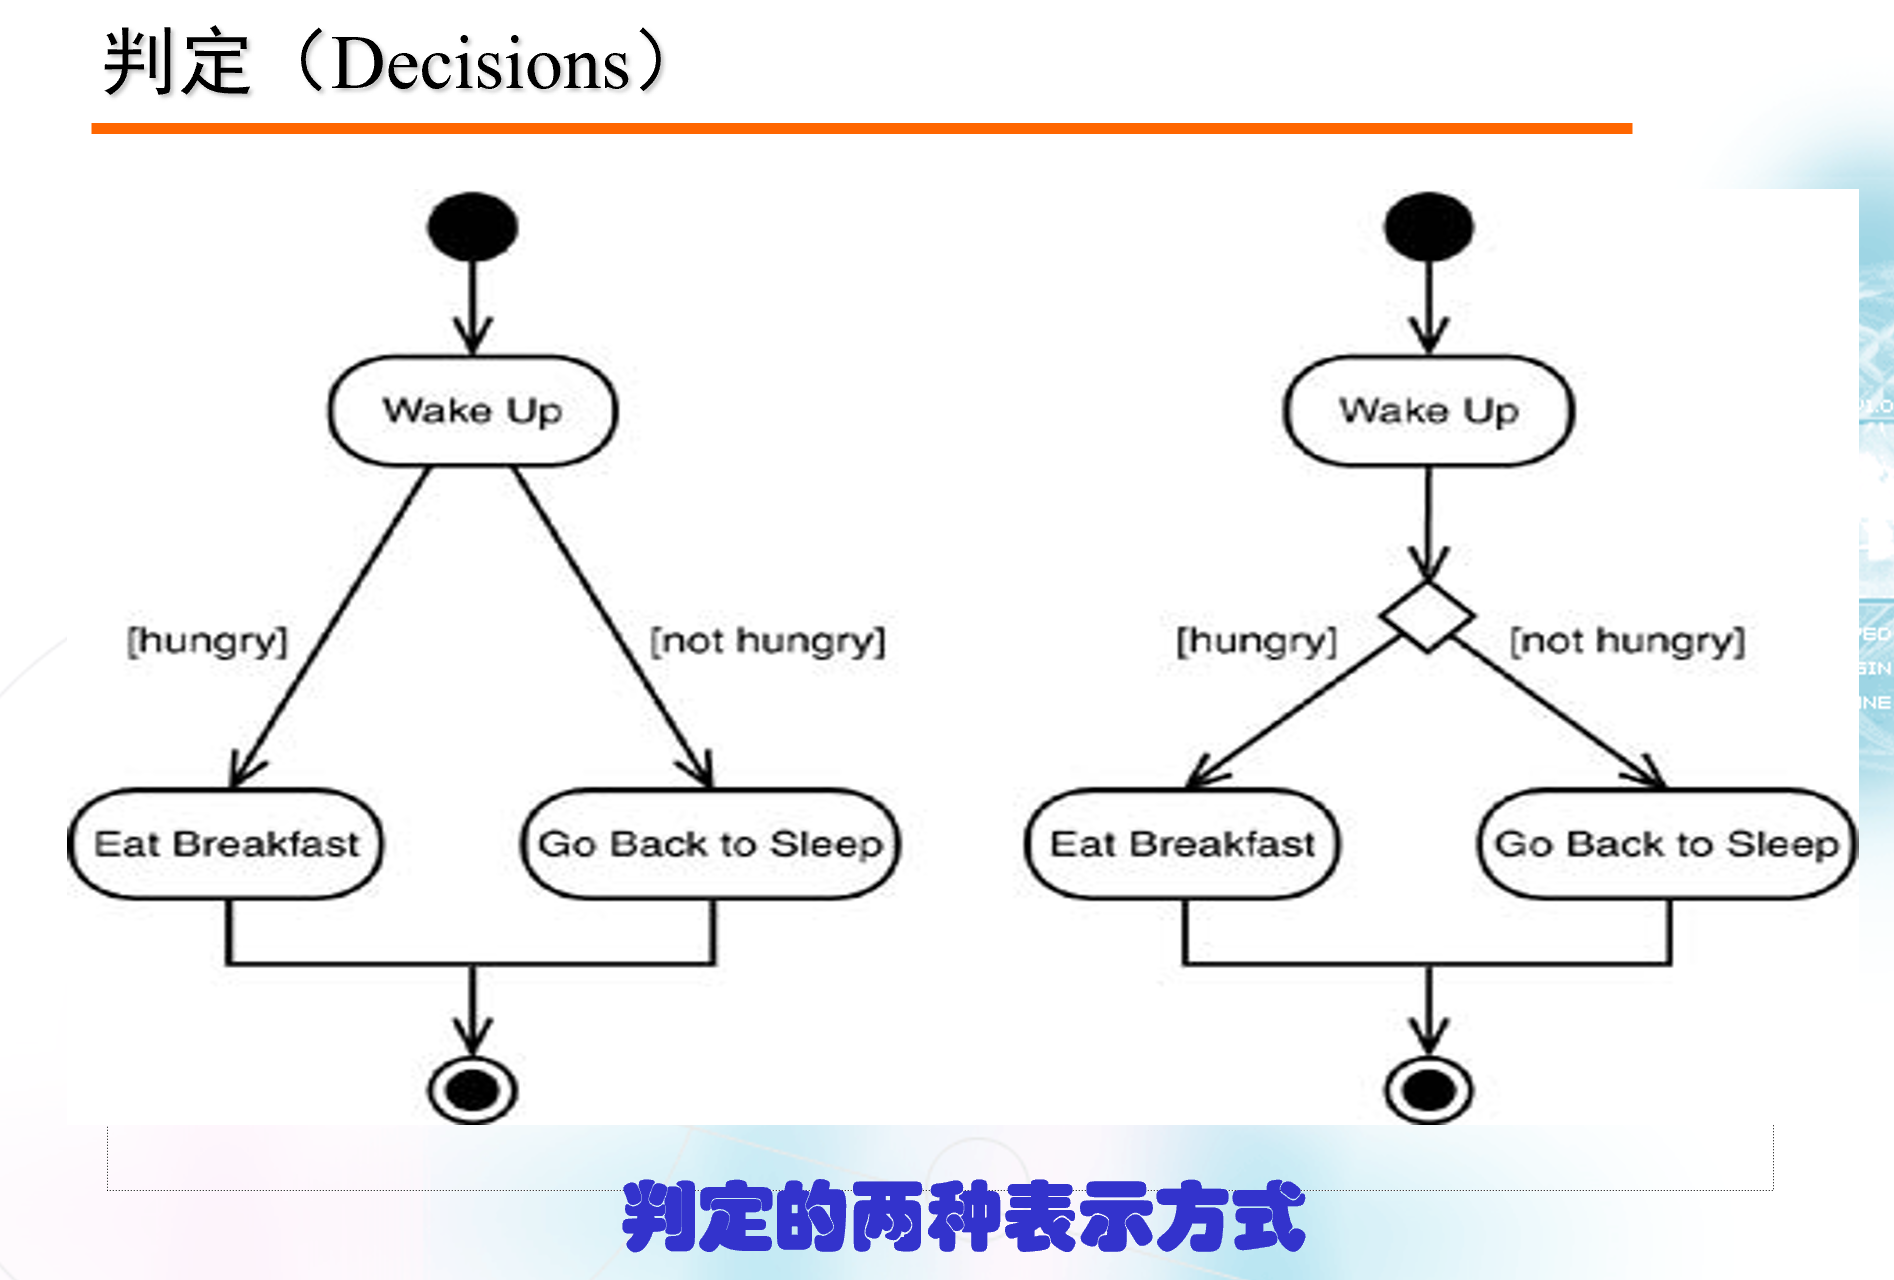 判定（Decisions）
Wake Up
[hungry]
[not hungry]
Eat Breakfast
Go Back to Sleep
Wake Up
[hungry]
[not hungry]
Eat Breakfast
Go Back to Sleep
判定的两种表示方式